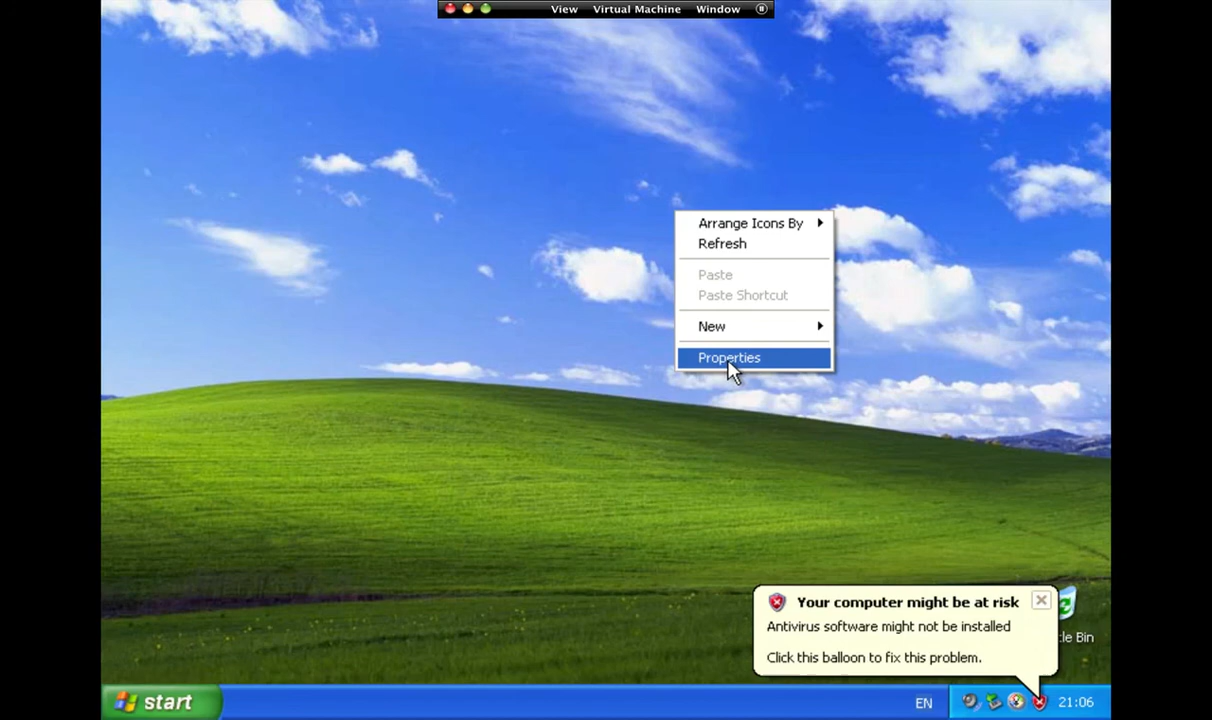 View Virtual Machine Window
Arrange Icons By
Refresh
Paste
Paste Shortcut
New
Properties
Your computer might be at risk
Antivirus software might not be installed
Click this balloon to fix this problem.
cle Bin
start
EN
21:06